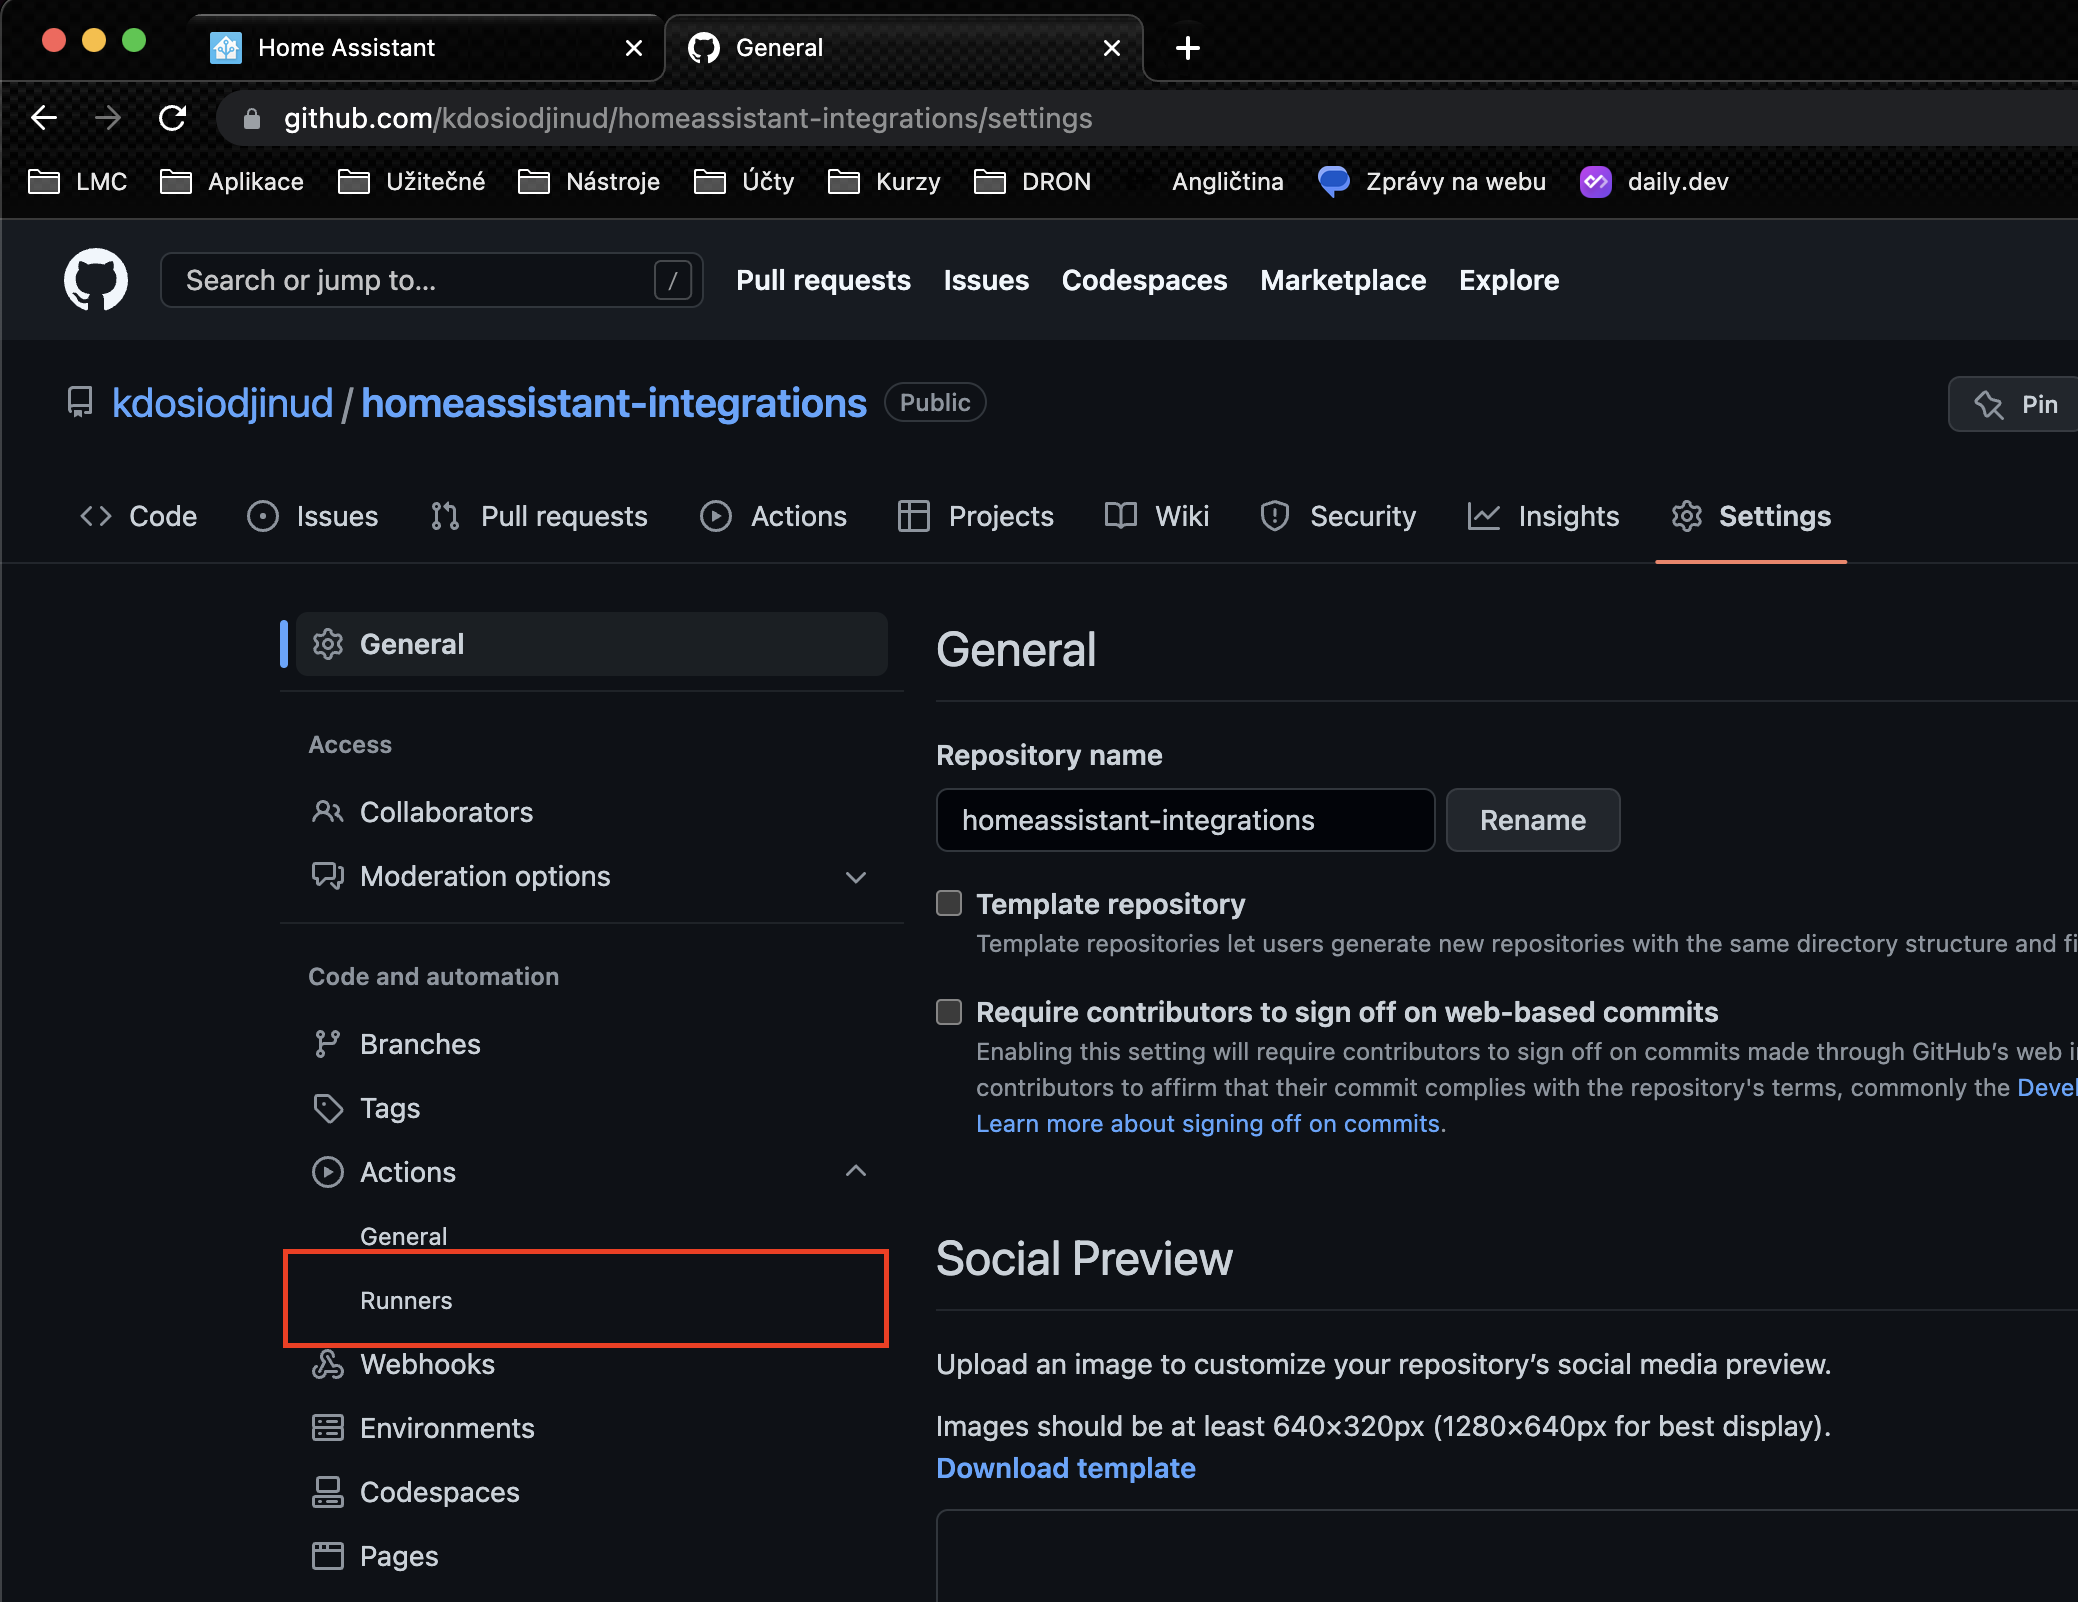 Home Assistant
General
github.com/kdosiodjinud/homeassistant-integrations/settings
LMC Aplikace Užitečné Nástroje Účty Kurzy DRON Angličtina Zprávy na webu daily.dev
Search or jump to... / Pull requests Issues Codespaces Marketplace Explore
kdosiodjinud / homeassistant-integrations Public Pin
Code Issues Pull requests Actions Projects Wiki Security Insights Settings
General
Access
Collaborators
Moderation options
Code and automation
Branches
Tags
Actions
General
Runners
Webhooks
Environments
Codespaces
Pages
General
Repository name
homeassistant-integrations Rename
Template repository
Template repositories let users generate new repositories with the same directory structure and fi
Require contributors to sign off on web-based commits
Enabling this setting will require contributors to sign off on commits made through GitHub’s web i
contributors to affirm that their commit complies with the repository's terms, commonly the Devel
Learn more about signing off on commits.
Social Preview
Upload an image to customize your repository’s social media preview.
Images should be at least 640×320px (1280×640px for best display).
Download template